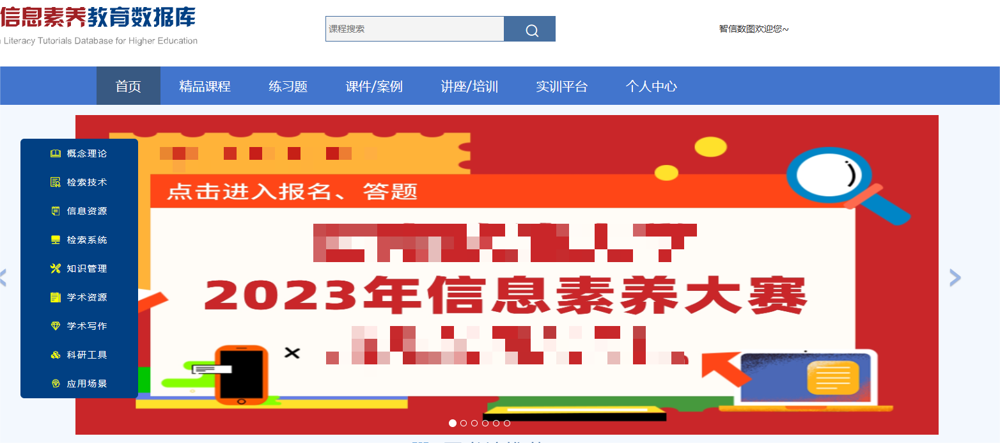 信息素养教育数据库
Literacy Tutorials Database for Higher Education
课程搜索
智信数图欢迎您~
首页 精品课程 练习题 课件/案例 讲座/培训 实训平台 个人中心
概念理论
检索技术
信息资源
检索系统
知识管理
学术资源
学术写作
科研工具
应用场景
点击进入报名、答题
2023年信息素养大赛